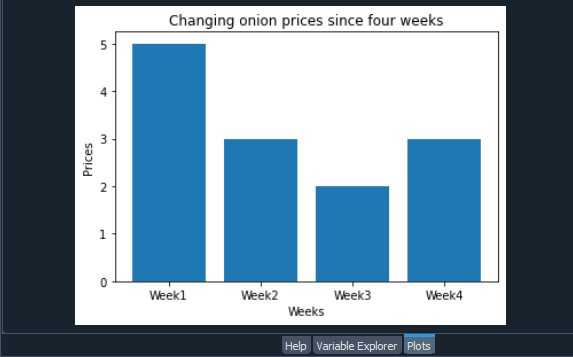 Changing onion prices since four weeks
5
4
3
2
1
0
Prices
Week1 Week2 Week3 Week4
Weeks
Help Variable Explorer Plots